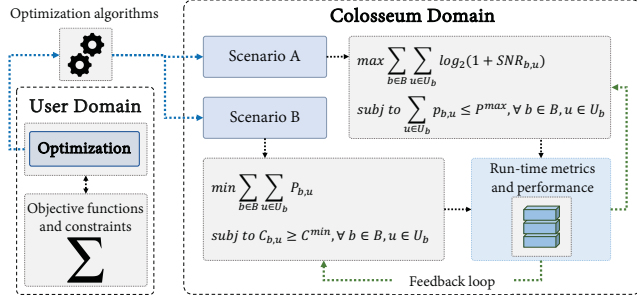 Optimization algorithms
Colosseum Domain
Scenario A
Scenario B
max ∑_{b∈B} ∑_{u∈U_b} log_2(1 + SNR_{b,u})
subj to ∑_{u∈U_b} p_{b,u} ≤ P^{max}, ∀ b ∈ B, u ∈ U_b
User Domain
Optimization
Objective functions
and constraints
∑
min ∑_{b∈B} ∑_{u∈U_b} P_{b,u}
subj to C_{b,u} ≥ C^{min}, ∀ b ∈ B, u ∈ U_b
Run-time metrics
and performance
Feedback loop